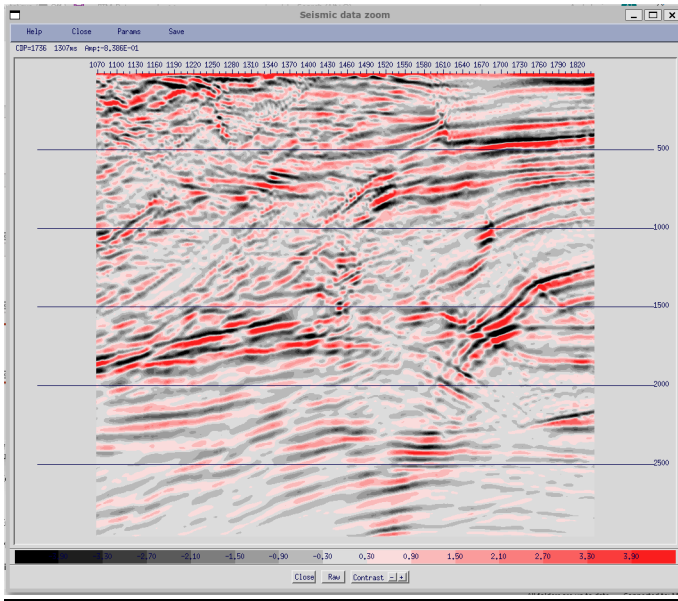 Seismic data zoom
Help Close Params Save
CDP=1736 1307ms Amp:-8,386E-01
1070 1100 1130 1160 1190 1220 1250 1280 1310 1340 1370 1400 1430 1460 1490 1520 1550 1580 1610 1640 1670 1700 1730 1760 1790 1820
500
1000
1500
2000
2500
-3,30 -2,70 -2,10 -1,50 -0,90 -0,30 0,30 0,90 1,50 2,10 2,70 3,30 3,90
Close Raw Contrast - +